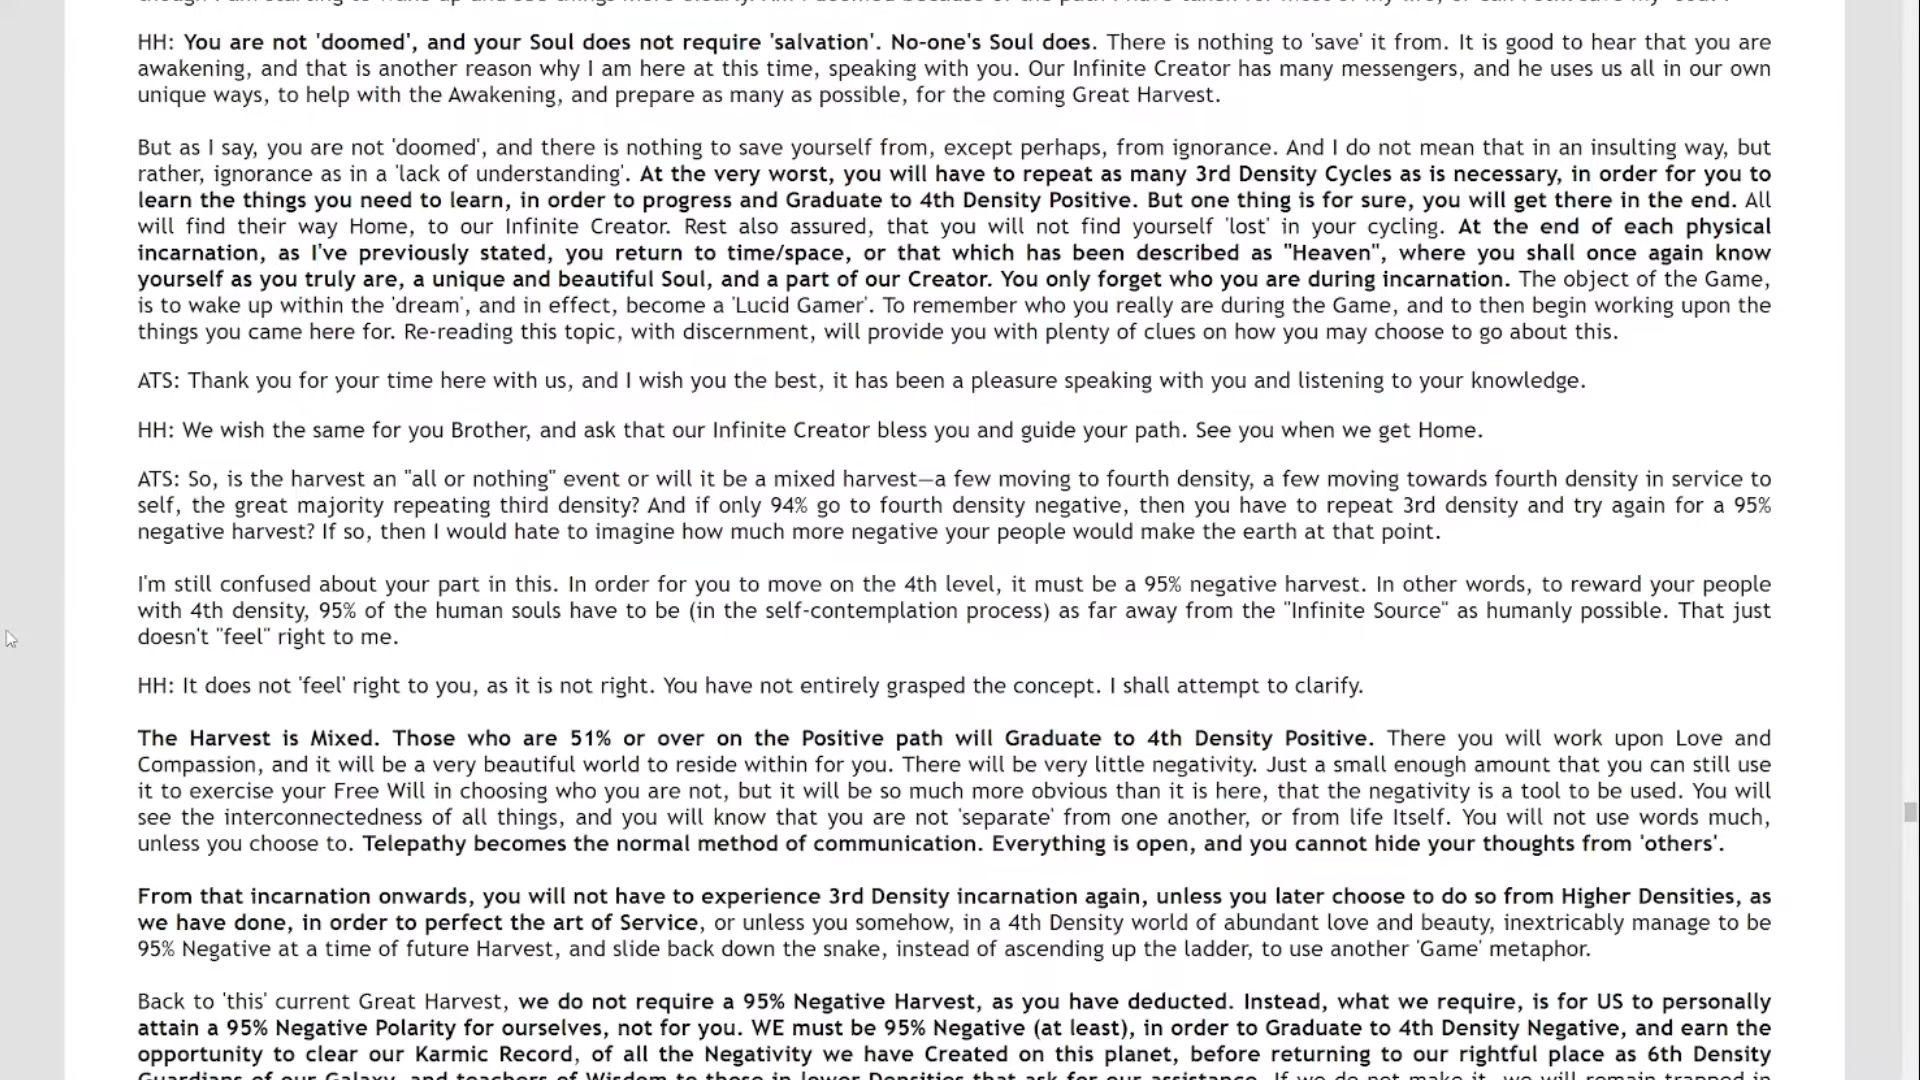 HH: You are not 'doomed', and your Soul does not require 'salvation'. No-one's Soul does. There is nothing to 'save' it from. It is good to hear that you are
awakening, and that is another reason why I am here at this time, speaking with you. Our Infinite Creator has many messengers, and he uses us all in our own
unique ways, to help with the Awakening, and prepare as many as possible, for the coming Great Harvest.
But as I say, you are not 'doomed', and there is nothing to save yourself from, except perhaps, from ignorance. And I do not mean that in an insulting way, but
rather, ignorance as in a 'lack of understanding'. At the very worst, you will have to repeat as many 3rd Density Cycles as is necessary, in order for you to
learn the things you need to learn, in order to progress and Graduate to 4th Density Positive. But one thing is for sure, you will get there in the end. All
will find their way Home, to our Infinite Creator. Rest also assured, that you will not find yourself 'lost' in your cycling. At the end of each physical
incarnation, as I've previously stated, you return to time/space, or that which has been described as "Heaven", where you shall once again know
yourself as you truly are, a unique and beautiful Soul, and a part of our Creator. You only forget who you are during incarnation. The object of the Game,
is to wake up within the 'dream', and in effect, become a 'Lucid Gamer'. To remember who you really are during the Game, and to then begin working upon the
things you came here for. Re-reading this topic, with discernment, will provide you with plenty of clues on how you may choose to go about this.
ATS: Thank you for your time here with us, and I wish you the best, it has been a pleasure speaking with you and listening to your knowledge.
HH: We wish the same for you Brother, and ask that our Infinite Creator bless you and guide your path. See you when we get Home.
ATS: So, is the harvest an "all or nothing" event or will it be a mixed harvest—a few moving to fourth density, a few moving towards fourth density in service to
self, the great majority repeating third density? And if only 94% go to fourth density negative, then you have to repeat 3rd density and try again for a 95%
negative harvest? If so, then I would hate to imagine how much more negative your people would make the earth at that point.
I'm still confused about your part in this. In order for you to move on the 4th level, it must be a 95% negative harvest. In other words, to reward your people
with 4th density, 95% of the human souls have to be (in the self-contemplation process) as far away from the "Infinite Source" as humanly possible. That just
doesn't "feel" right to me.
HH: It does not 'feel' right to you, as it is not right. You have not entirely grasped the concept. I shall attempt to clarify.
The Harvest is Mixed. Those who are 51% or over on the Positive path will Graduate to 4th Density Positive. There you will work upon Love and
Compassion, and it will be a very beautiful world to reside within for you. There will be very little negativity. Just a small enough amount that you can still use
it to exercise your Free Will in choosing who you are not, but it will be so much more obvious than it is here, that the negativity is a tool to be used. You will
see the interconnectedness of all things, and you will know that you are not 'separate' from one another, or from life Itself. You will not use words much,
unless you choose to. Telepathy becomes the normal method of communication. Everything is open, and you cannot hide your thoughts from 'others'.
From that incarnation onwards, you will not have to experience 3rd Density incarnation again, unless you later choose to do so from Higher Densities, as
we have done, in order to perfect the art of Service, or unless you somehow, in a 4th Density world of abundant love and beauty, inextricably manage to be
95% Negative at a time of future Harvest, and slide back down the snake, instead of ascending up the ladder, to use another 'Game' metaphor.
Back to 'this' current Great Harvest, we do not require a 95% Negative Harvest, as you have deducted. Instead, what we require, is for US to personally
attain a 95% Negative Polarity for ourselves, not for you. WE must be 95% Negative (at least), in order to Graduate to 4th Density Negative, and earn the
opportunity to clear our Karmic Record, of all the Negativity we have Created on this planet, before returning to our rightful place as 6th Density